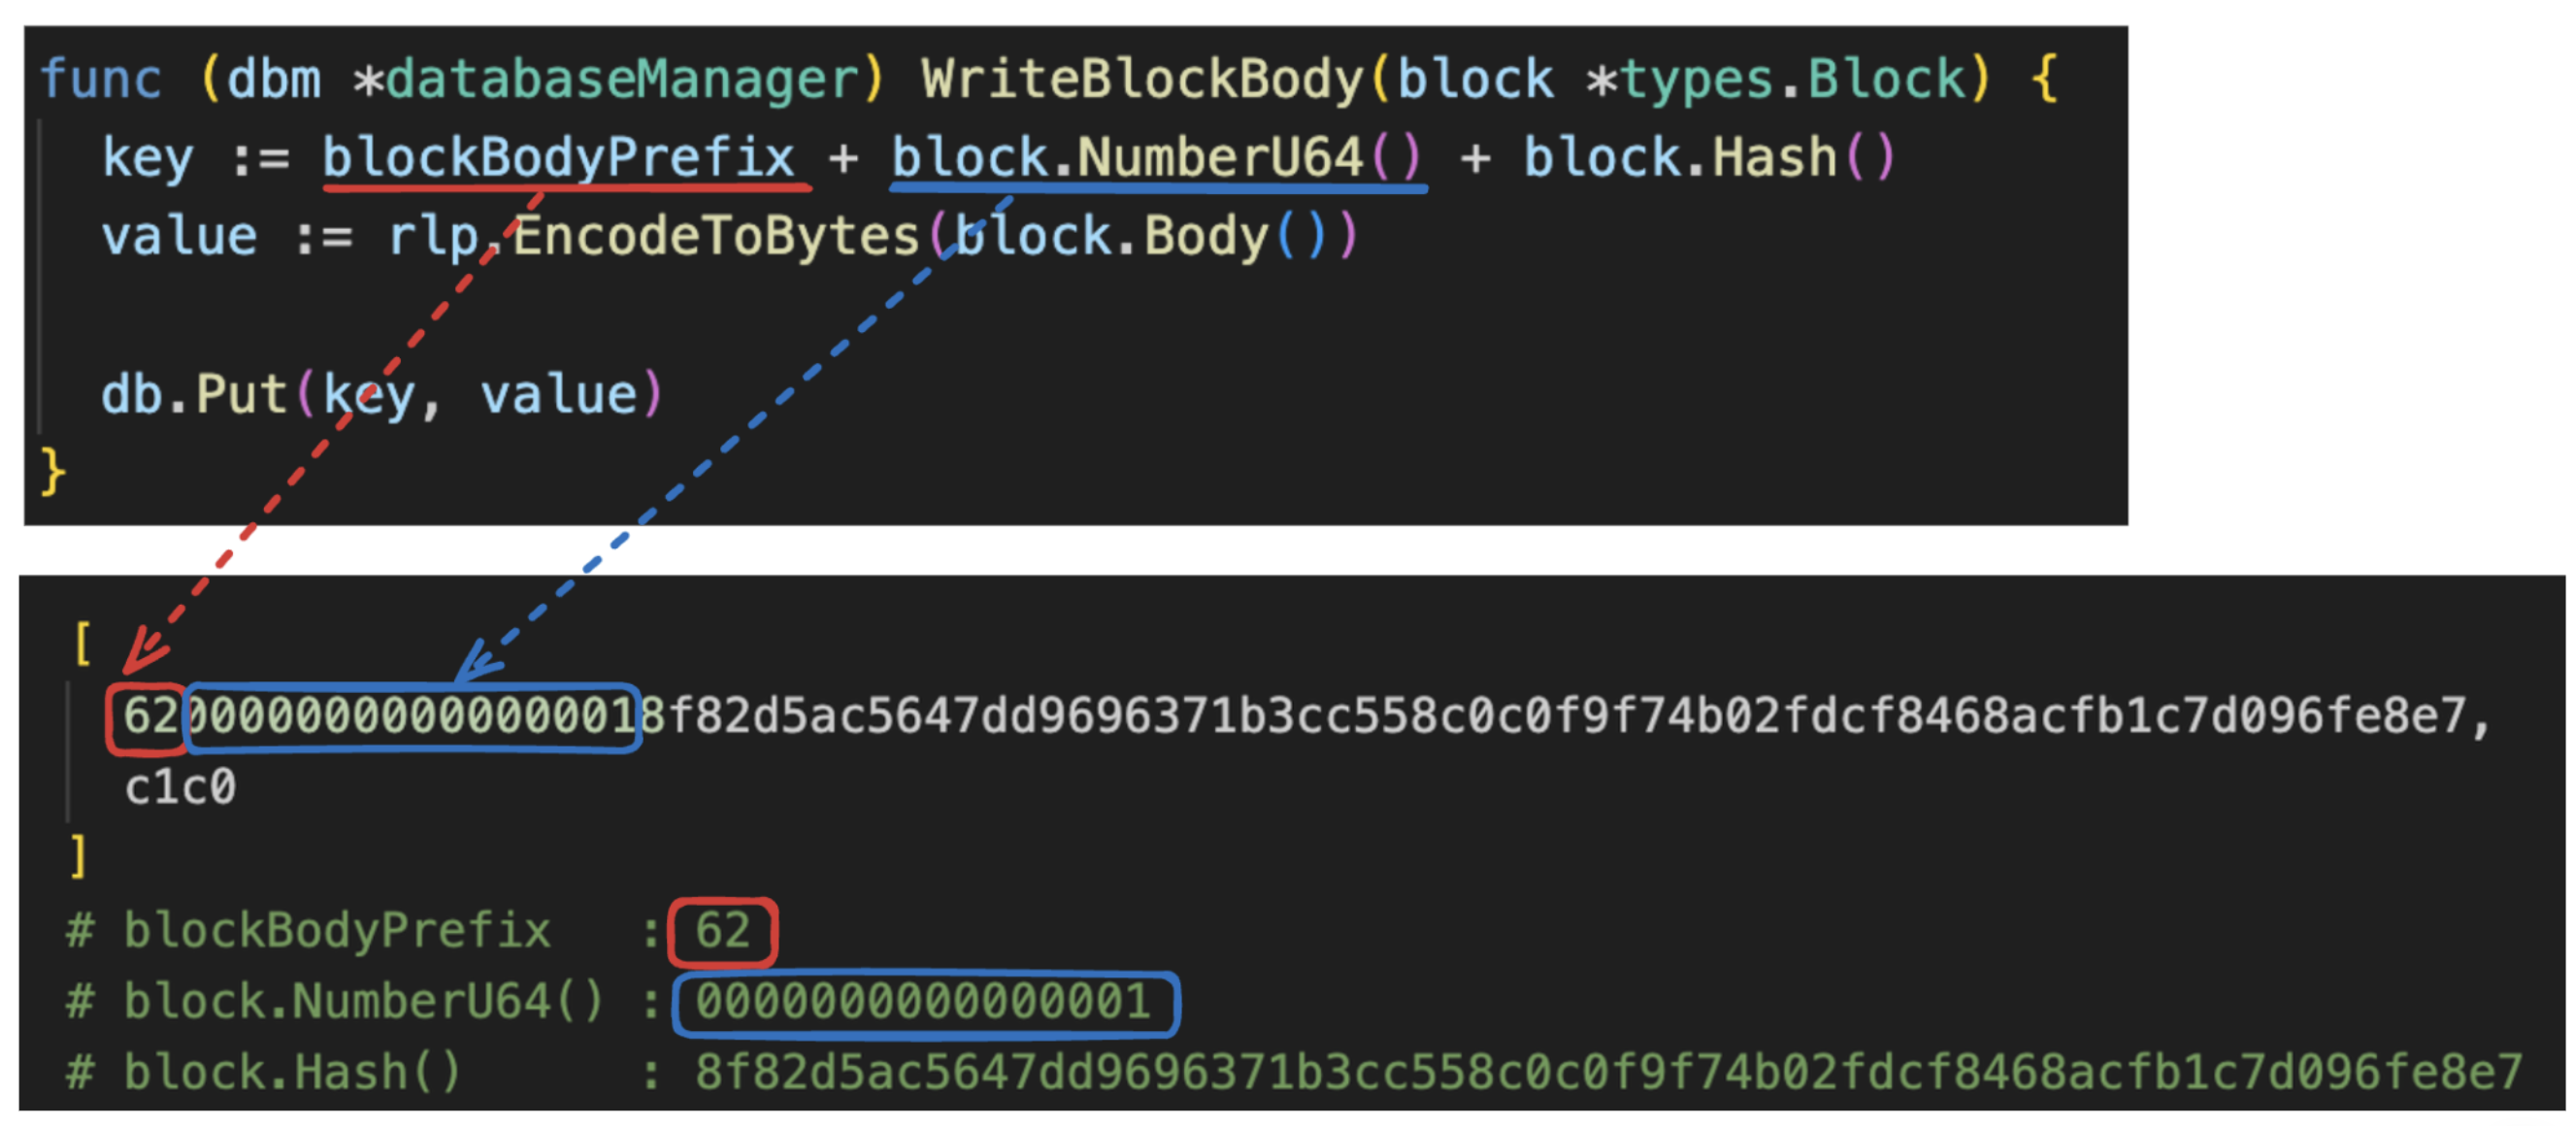 func (dbm *databaseManager) WriteBlockBody(block *types.Block) {
key := blockBodyPrefix + block.NumberU64() + block.Hash()
value := rlp.EncodeToBytes(block.Body())
db.Put(key, value)
}
[
6200000000000000018f82d5ac5647dd9696371b3cc558c0c0f9f74b02fdcf8468acfb1c7d096fe8e7,
c1c0
]
# blockBodyPrefix : 62
# block.NumberU64() : 0000000000000001
# block.Hash() : 8f82d5ac5647dd9696371b3cc558c0c0f9f74b02fdcf8468acfb1c7d096fe8e7